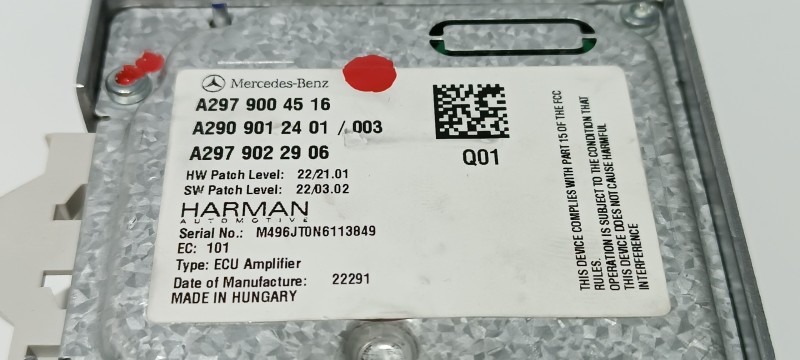 Mercedes-Benz
A297 900 45 16
A290 901 24 01 / 003
A297 902 29 06
Q01
HW Patch Level: 22/21.01
SW Patch Level: 22/03.02
HARMAN
AUTOMOTIVE
Serial No.: M496JT0N6113849
EC: 101
Type: ECU Amplifier
Date of Manufacture: 22291
MADE IN HUNGARY
THIS DEVICE COMPLIES WITH PART 15 OF THE FCC
RULES.
OPERATION IS SUBJECT TO THE CONDITION THAT
THIS DEVICE DOES NOT CAUSE HARMFUL
INTERFERENCE